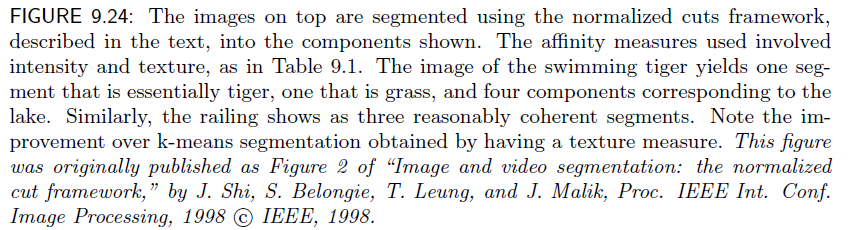 FIGURE 9.24: The images on top are segmented using the normalized cuts framework,
described in the text, into the components shown. The affinity measures used involved
intensity and texture, as in Table 9.1. The image of the swimming tiger yields one seg-
ment that is essentially tiger, one that is grass, and four components corresponding to the
lake. Similarly, the railing shows as three reasonably coherent segments. Note the im-
provement over k-means segmentation obtained by having a texture measure. This figure
was originally published as Figure 2 of “Image and video segmentation: the normalized
cut framework,” by J. Shi, S. Belongie, T. Leung, and J. Malik, Proc. IEEE Int. Conf.
Image Processing, 1998 © IEEE, 1998.